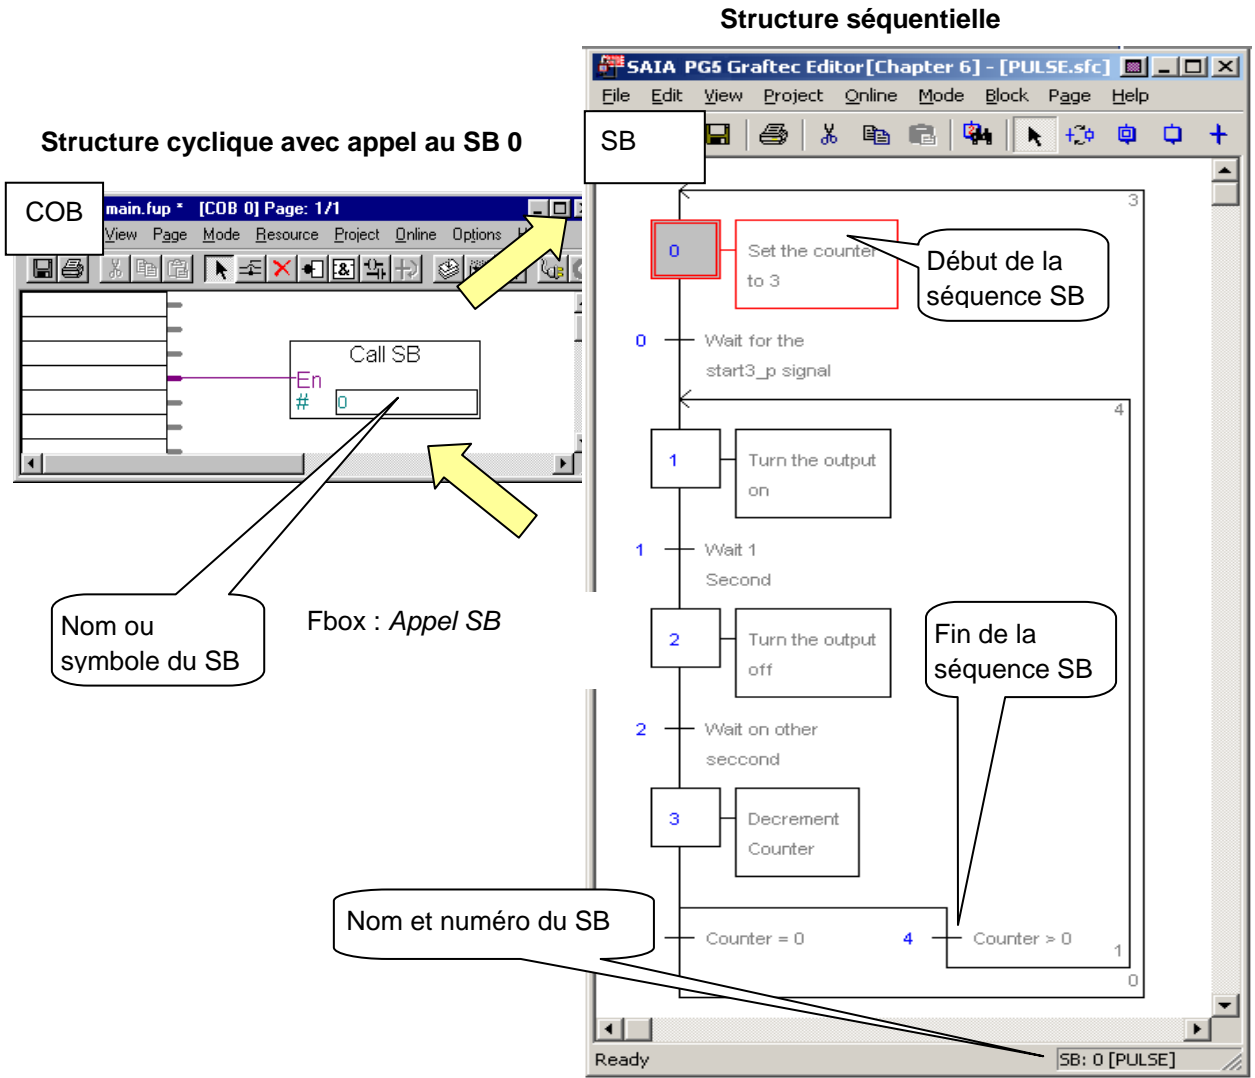 Structure séquentielle
SAIA PG5 Graftec Editor[Chapter 6] - [PULSE.sfc]
File Edit View Project Online Mode Block Page Help
SB
Structure cyclique avec appel au SB 0
COB
main.fup * [COB 0] Page: 1/1
View Page Mode Resource Project Online Options
Call SB
En
# 0
Nom ou
symbole du SB
Fbox : Appel SB
3
0
Set the counter
to 3
Début de la
séquence SB
0
Wait for the
start3_p signal
4
1
Turn the output
on
1
Wait 1
Second
2
Turn the output
off
Fin de la
séquence SB
2
Wait on other
seccond
3
Decrement
Counter
Nom et numéro du SB
Counter = 0
4
Counter > 0
1
0
Ready
SB: 0 [PULSE]